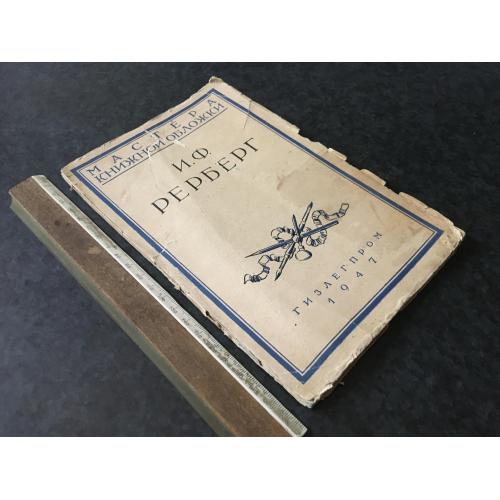 МАСТЕРА
КНИЖНОЙ ОБЛОЖКИ
И.Ф.
РЕРБЕРГ
ГИЗЛЕГПРОМ
1947